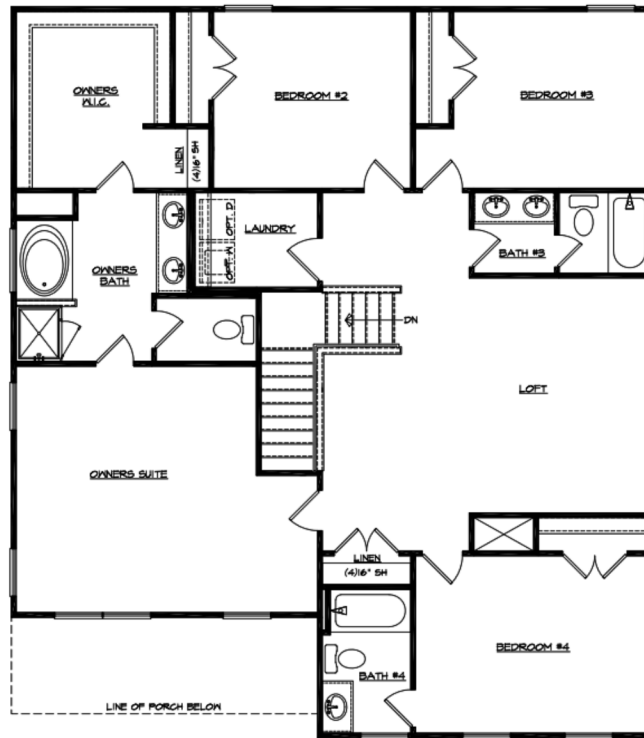 OWNERS
W.I.C.
BEDROOM #2
BEDROOM #3
LINEN
(4)16" SH
OPT. W
OPT. D
LAUNDRY
BATH #3
OWNERS
BATH
DN
LOFT
OWNERS SUITE
LINEN
(4)16" SH
BEDROOM #4
BATH #4
LINE OF PORCH BELOW